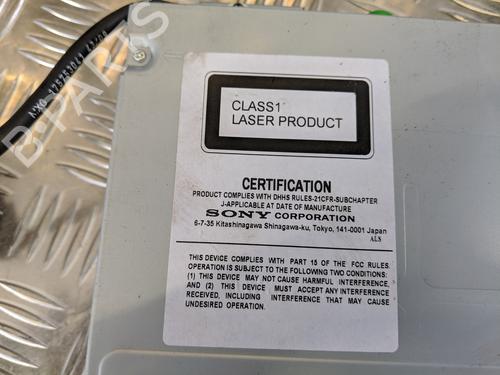 CLASS1
LASER PRODUCT
CERTIFICATION
PRODUCT COMPLIES WITH DHHS RULES-21CFR-SUBCHAPTER
J-APPLICABLE AT DATE OF MANUFACTURE
SONY CORPORATION
6-7-35 Kitashinagawa Shinagawa-ku, Tokyo, 141-0001 Japan
ALS
THIS DEVICE COMPLIES WITH PART 15 OF THE FCC RULES.
OPERATION IS SUBJECT TO THE FOLLOWING TWO CONDITIONS:
(1) THIS DEVICE MAY NOT CAUSE HARMFUL INTERFERENCE,
AND (2) THIS DEVICE MUST ACCEPT ANY INTERFERENCE
RECEIVED, INCLUDING INTERFERENCE THAT MAY CAUSE
UNDESIRED OPERATION.
B-PARTS